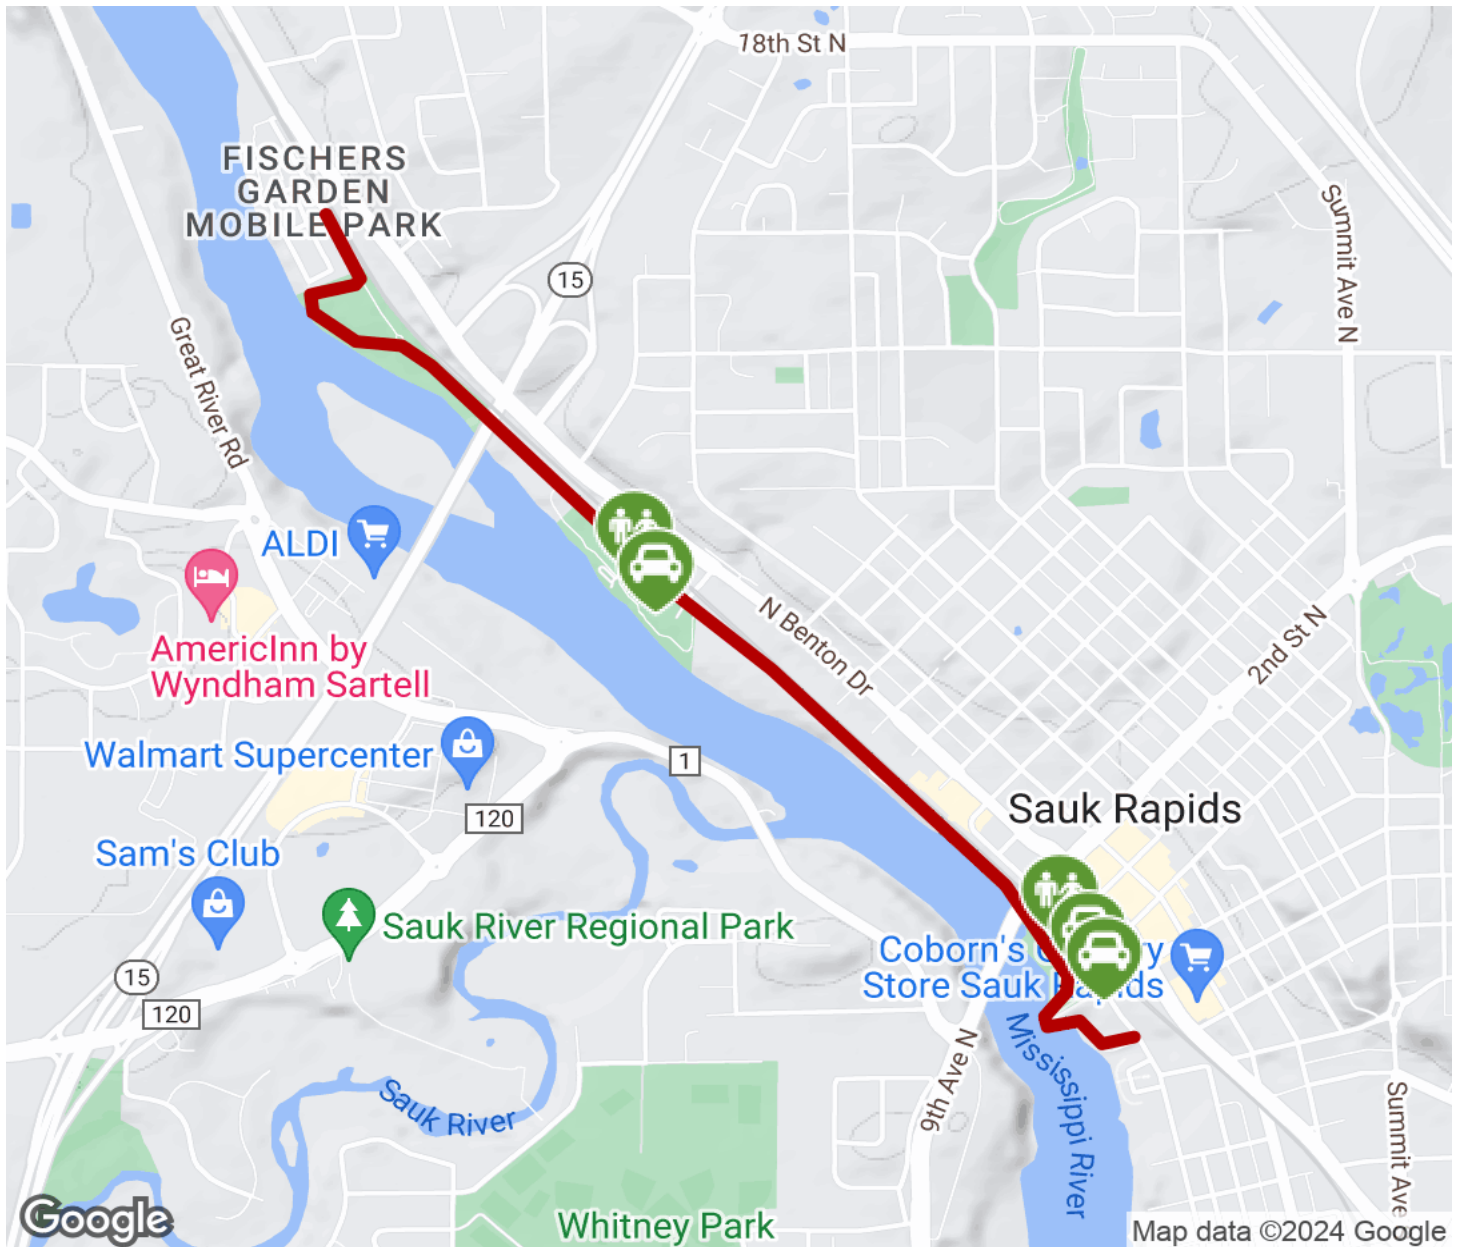 18th St N
FISCHERS
GARDEN
MOBILE PARK
15
Summit Ave N
Great River Rd
ALDI
AmericInn by
Wyndham Sartell
N Benton Dr
2nd St N
Walmart Supercenter
1
120
Sauk Rapids
Sam's Club
Sauk River Regional Park
Coborn's
Store Sauk Rapids
15
120
Mississippi River
9th Ave N
Sauk River
Summit Ave
Whitney Park
Google
Map data ©2024 Google